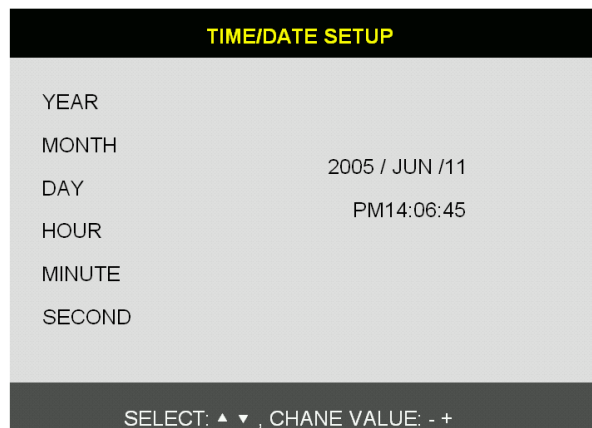 TIME/DATE SETUP
YEAR
MONTH
2005 / JUN /11
DAY
PM14:06:45
HOUR
MINUTE
SECOND
SELECT: ▲ ▼ , CHANE VALUE: - +